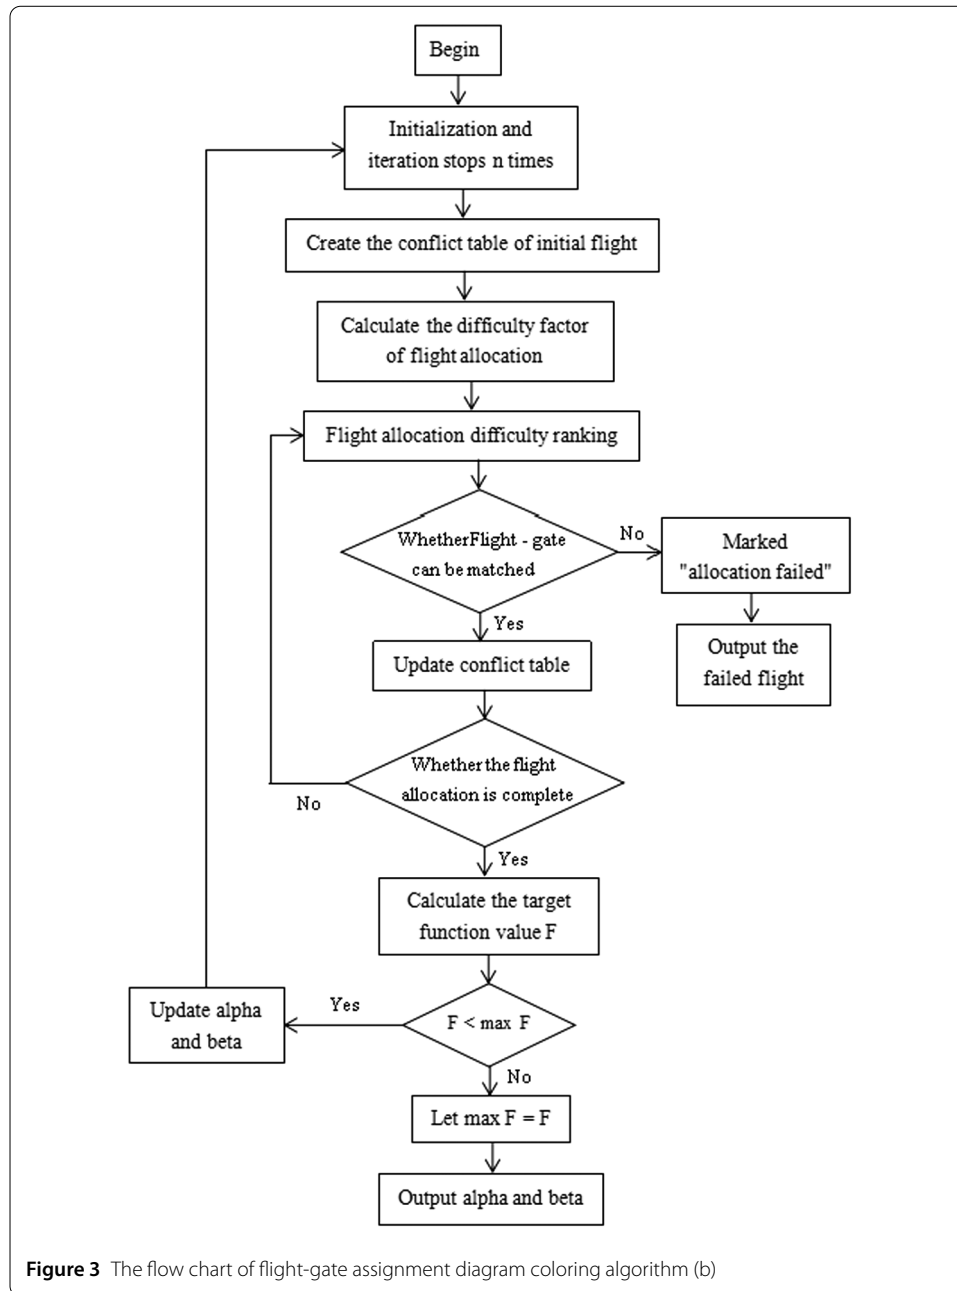 Begin
Initialization and
iteration stops n times
Create the conflict table of initial flight
Calculate the difficulty factor
of flight allocation
Flight allocation difficulty ranking
WhetherFlight - gate
can be matched
No
Marked
"allocation failed"
Yes
Output the
failed flight
Update conflict table
Whether the flight
allocation is complete
No
Yes
Calculate the target
function value F
Update alpha
and beta
Yes
F < max F
No
Let max F = F
Output alpha and beta
Figure 3 The flow chart of flight-gate assignment diagram coloring algorithm (b)